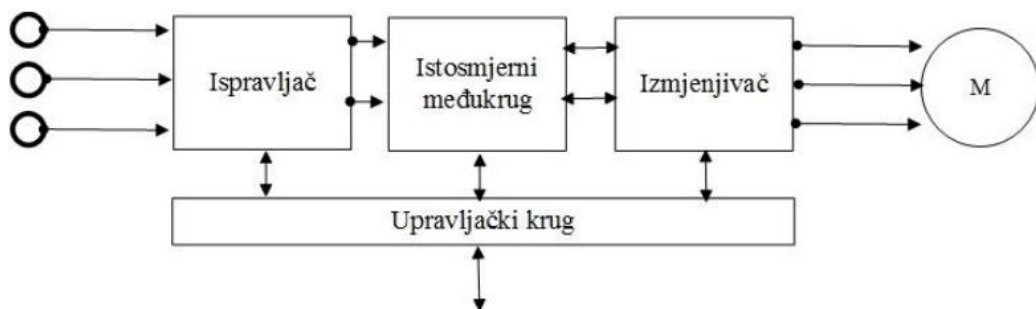 Ispravljač
Istosmjerni
međukrug
Izmjenjivač
M
Upravljački krug